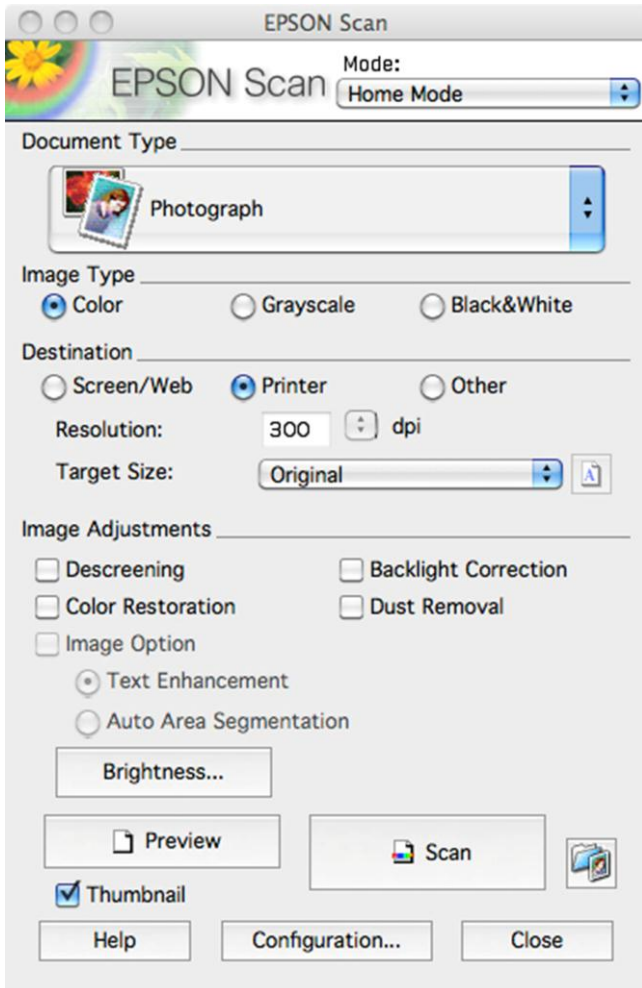 EPSON Scan
Mode:
EPSON Scan
Home Mode
Document Type
Photograph
Image Type
Color Grayscale Black&White
Destination
Screen/Web Printer Other
Resolution: 300 dpi
Target Size: Original A
Image Adjustments
Descreening Backlight Correction
Color Restoration Dust Removal
Image Option
Text Enhancement
Auto Area Segmentation
Brightness...
Preview Scan
Thumbnail
Help Configuration... Close